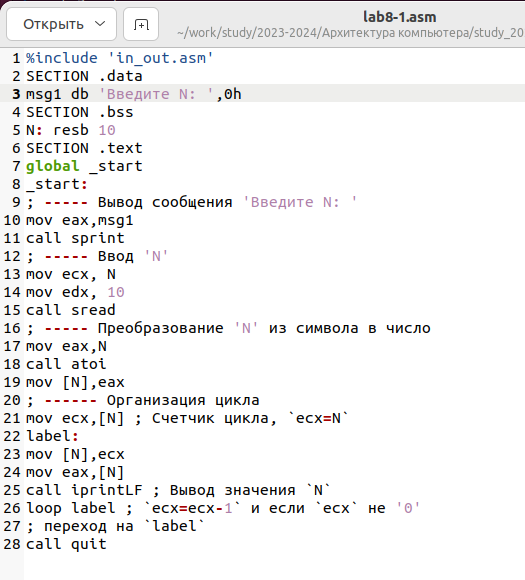 Открыть
lab8-1.asm
~/work/study/2023-2024/Архитектура компьютера/study_20
1 %include 'in_out.asm'
2 SECTION .data
3 msg1 db 'Введите N: ',0h
4 SECTION .bss
5 N: resb 10
6 SECTION .text
7 global _start
8 _start:
9 ; ----- Вывод сообщения 'Введите N: '
10 mov eax,msg1
11 call sprint
12 ; ----- Ввод 'N'
13 mov ecx, N
14 mov edx, 10
15 call sread
16 ; ----- Преобразование 'N' из символа в число
17 mov eax,N
18 call atoi
19 mov [N],eax
20 ; ------ Организация цикла
21 mov ecx,[N] ; Счетчик цикла, `ecx=N`
22 label:
23 mov [N],ecx
24 mov eax,[N]
25 call iprintLF ; Вывод значения `N`
26 loop label ; `ecx=ecx-1` и если `ecx` не '0'
27 ; переход на `label`
28 call quit